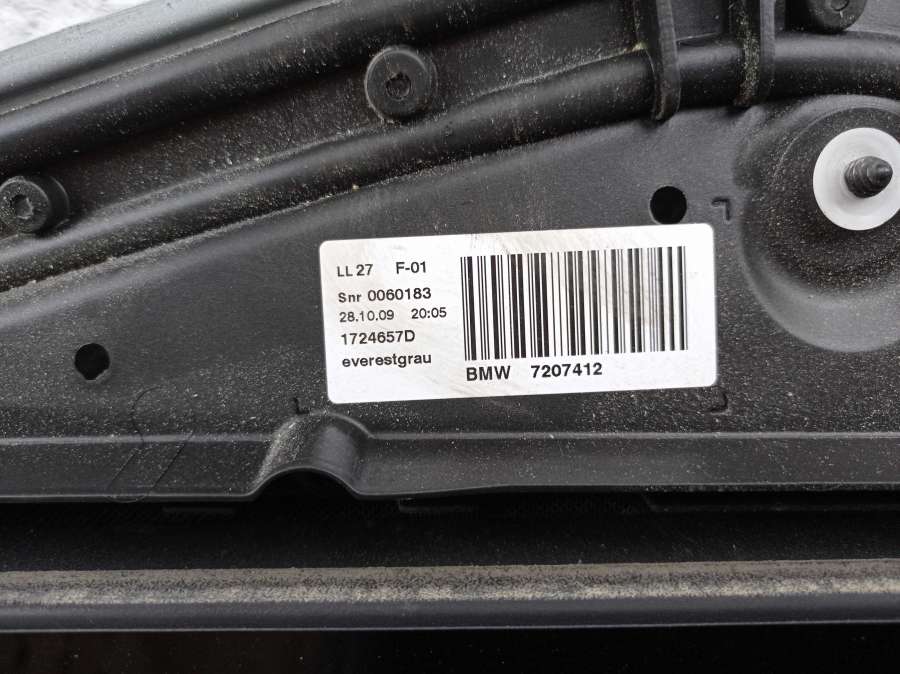 LL 27 F-01
Snr 0060183
28.10.09 20:05
1724657D
everestgrau
BMW 7207412